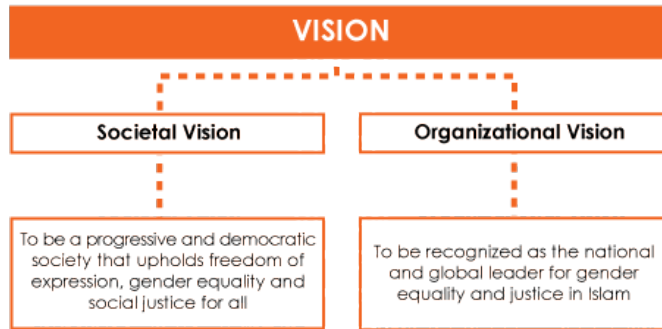 VISION
Societal Vision
Organizational Vision
To be a progressive and democratic
society that upholds freedom of
expression, gender equality and
social justice for all
To be recognized as the national
and global leader for gender
equality and justice in Islam